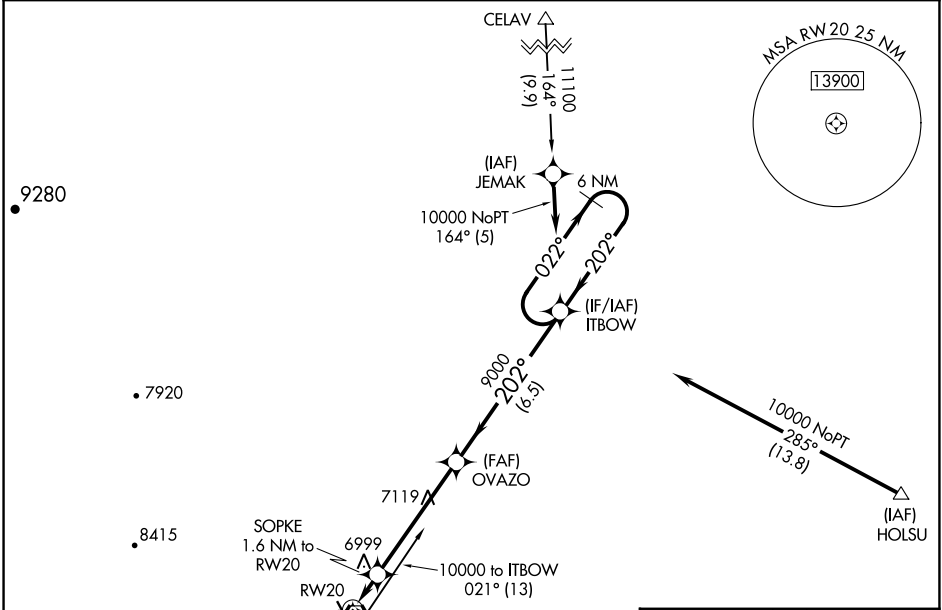 CELAV
11100
164°
(9.9)
MSA RW20 25 NM
13900
(IAF)
JEMAK
6 NM
9280
10000 NoPT
164° (5)
022°
202°
(IF/IAF)
ITBOW
9000
202°
(6.5)
7920
10000 NoPT
285°
(13.8)
(FAF)
OVAZO
7119
(IAF)
HOLSU
8415
SOPKE
1.6 NM to
RW20
6999
10000 to ITBOW
021° (13)
RW20